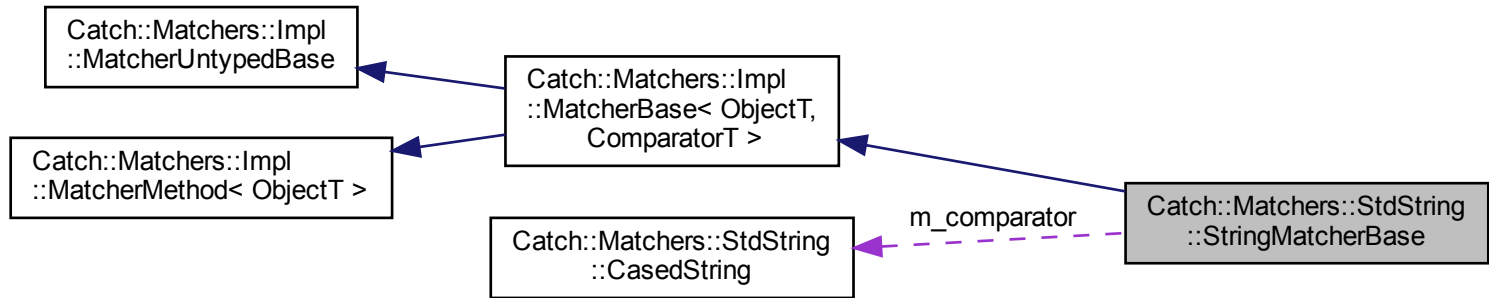 Catch::Matchers::Impl
::MatcherUntypedBase
Catch::Matchers::Impl
::MatcherBase< ObjectT,
ComparatorT >
Catch::Matchers::Impl
::MatcherMethod< ObjectT >
m_comparator
Catch::Matchers::StdString
::StringMatcherBase
Catch::Matchers::StdString
::CasedString